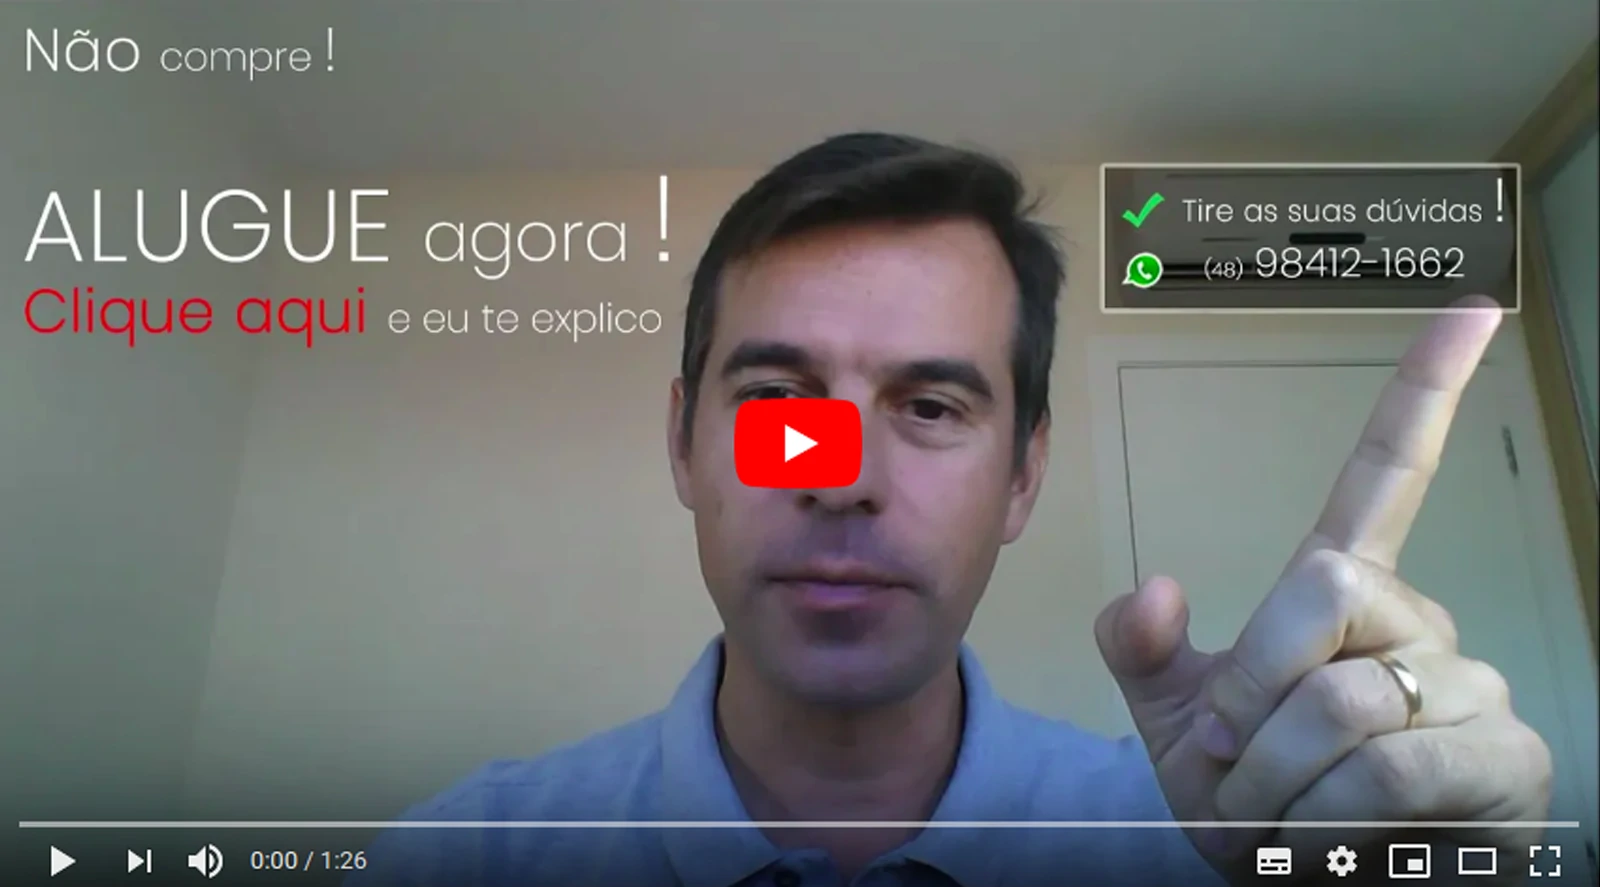 Não compre !
ALUGUE agora !
Clique aqui e eu te explico
Tire as suas dúvidas !
(48) 98412-1662
0:00 / 1:26